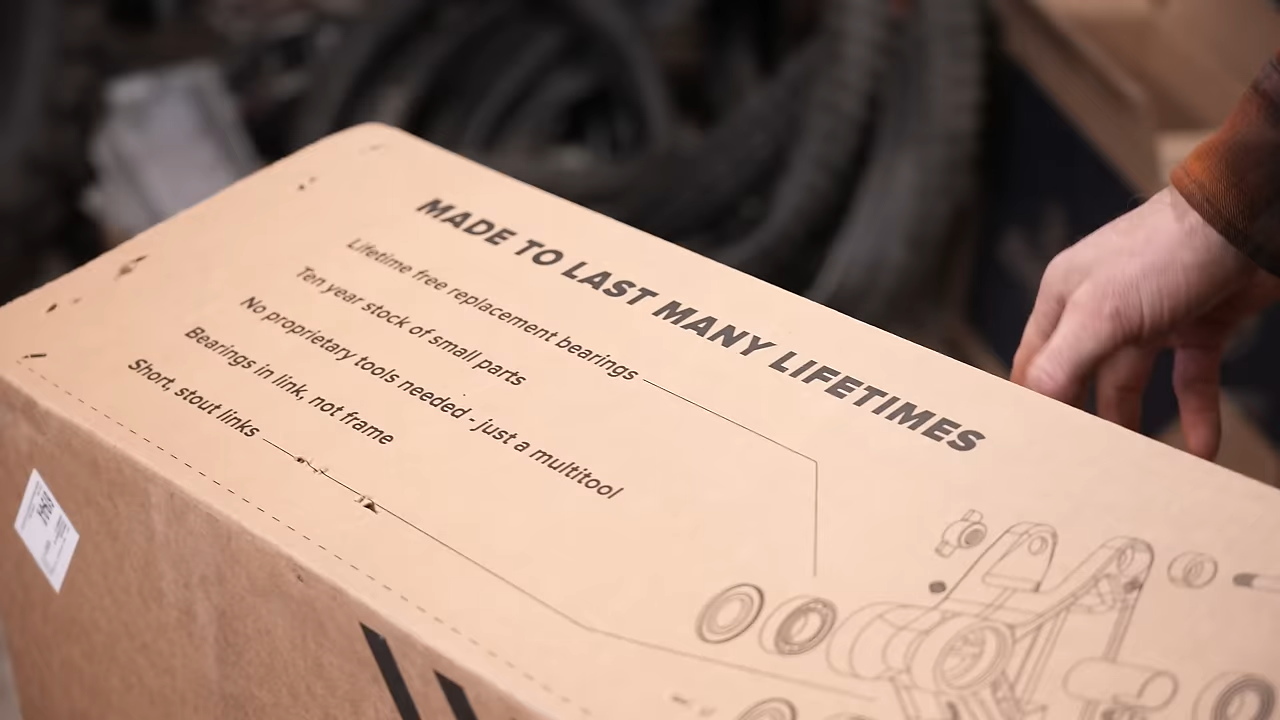 MADE TO LAST MANY LIFETIMES
Lifetime free replacement bearings
Ten year stock of small parts
No proprietary tools needed - just a multitool
Bearings in link, not frame
Short, stout links